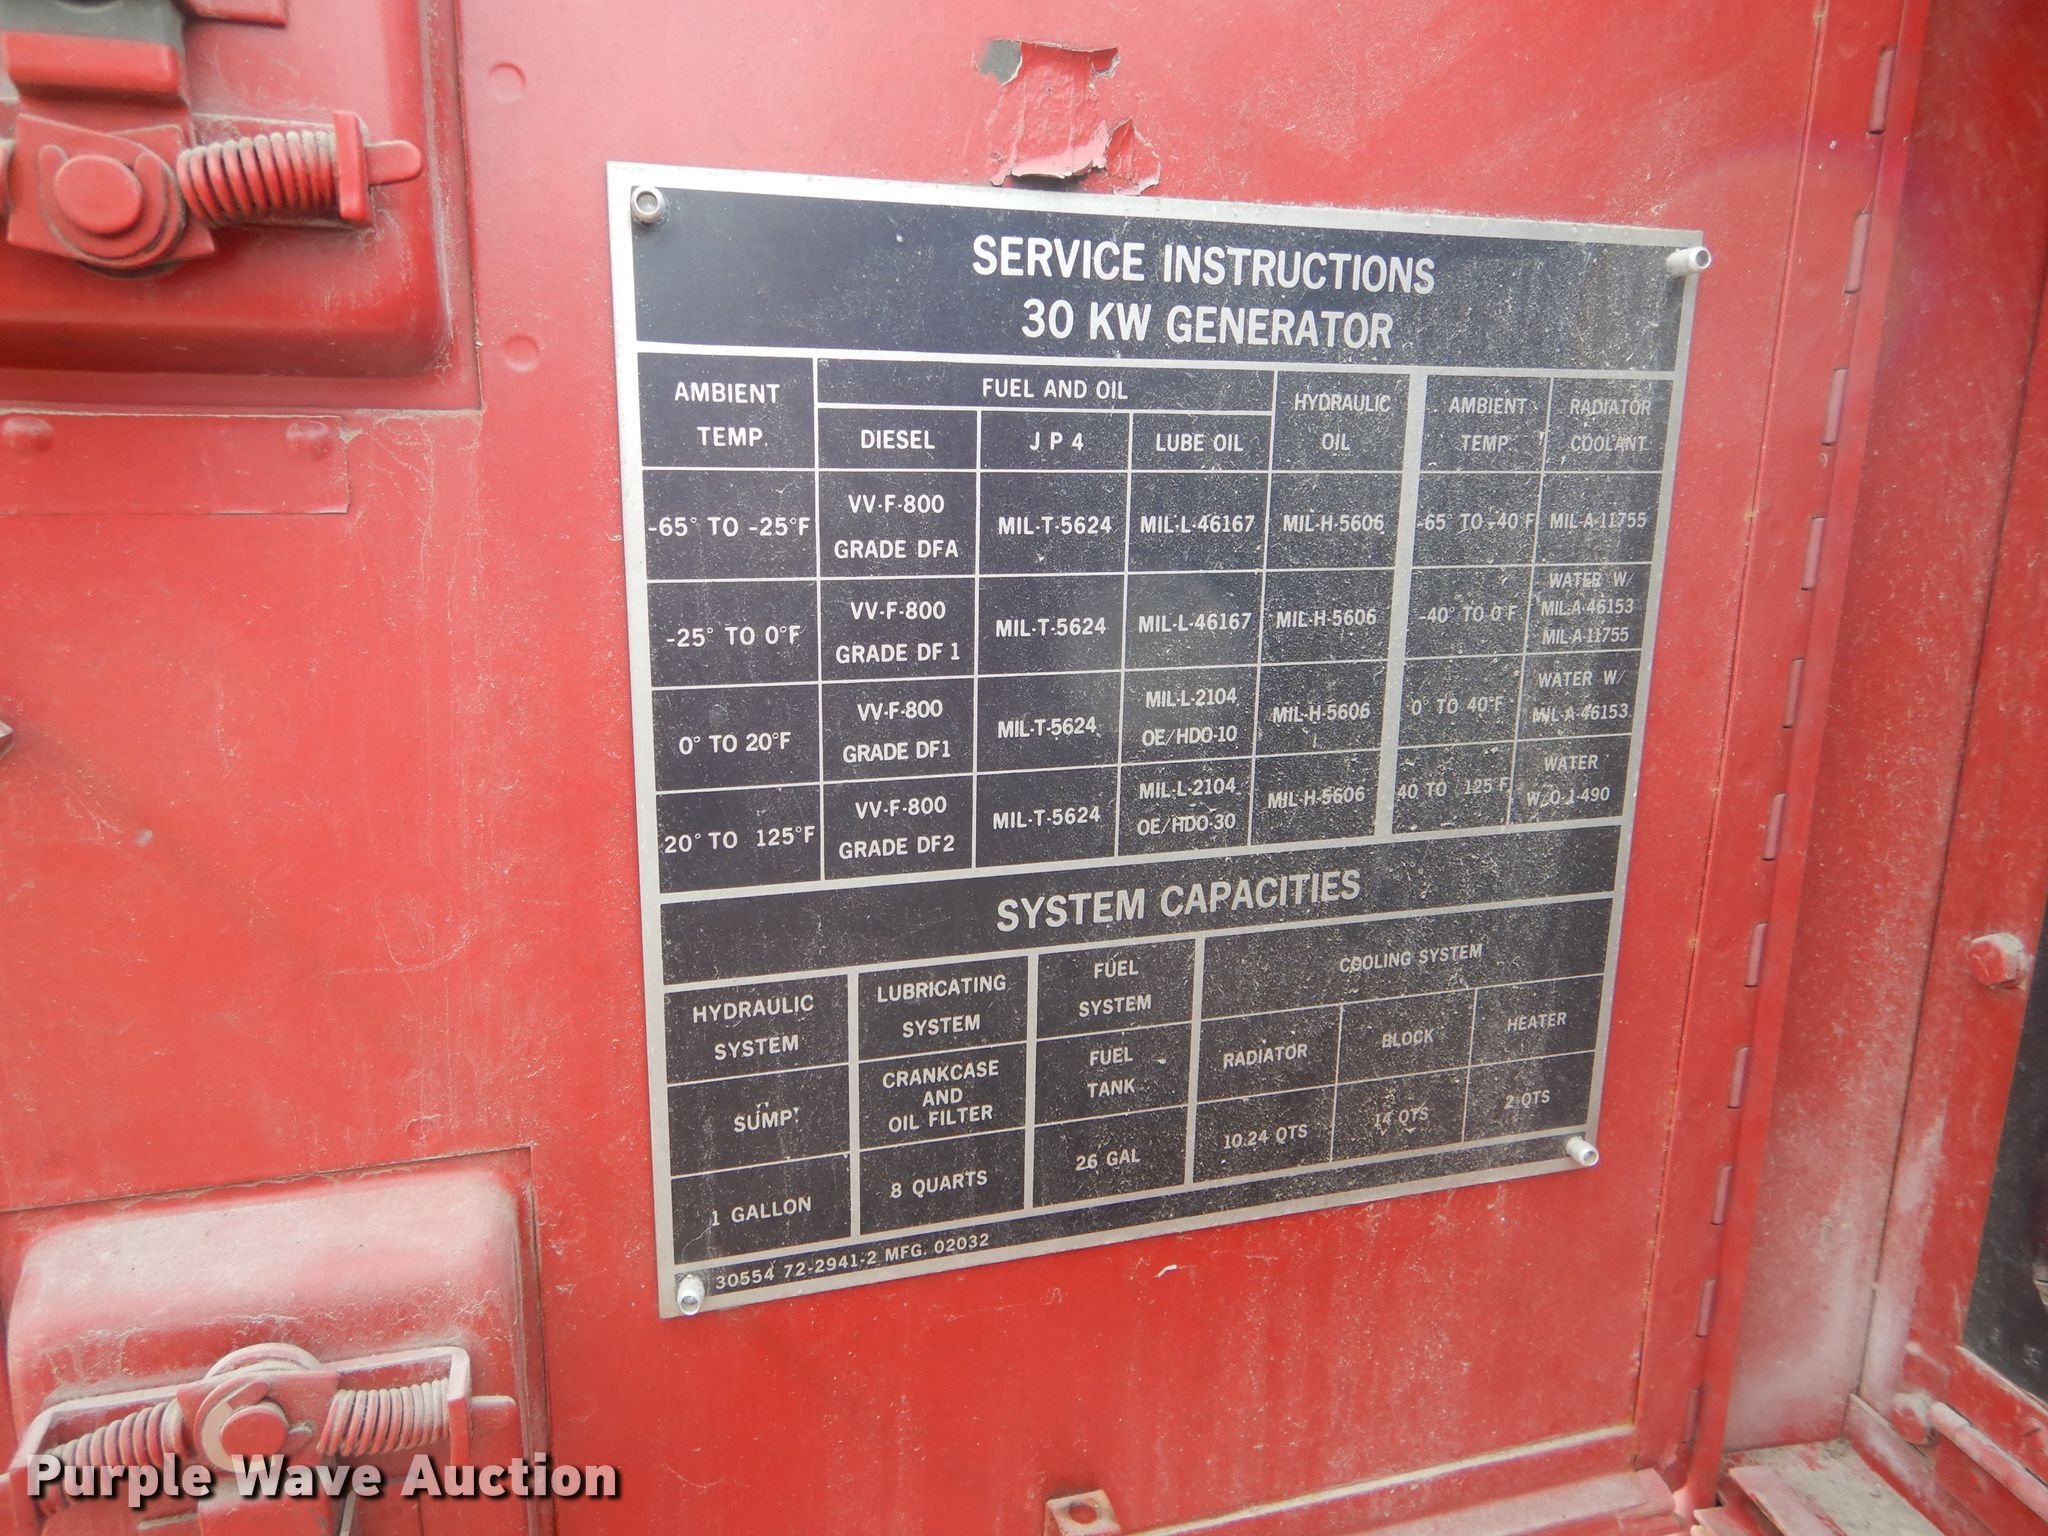 SERVICE INSTRUCTIONS
30 KW GENERATOR
AMBIENT
TEMP.
FUEL AND OIL
DIESEL
J P 4
LUBE OIL
HYDRAULIC
OIL
AMBIENT
TEMP.
RADIATOR
COOLANT
-65° TO -25°F
VV-F-800
GRADE DFA
MIL-T-5624
MIL-L-46167
MIL-H-5606
-65° TO -40°F
MIL-A-11755
-25° TO 0°F
VV-F-800
GRADE DF 1
MIL-T-5624
MIL-L-46167
MIL-H-5606
-40° TO 0°F
WATER W/
MIL-A-46153
MIL-A-11755
0° TO 20°F
VV-F-800
GRADE DF1
MIL-T-5624
MIL-L-2104
OE/HDO-10
MIL-H-5606
0° TO 40°F
WATER W/
MIL-A-46153
20° TO 125°F
VV-F-800
GRADE DF2
MIL-T-5624
MIL-L-2104
OE/HDO-30
MIL-H-5606
40 TO 125°F
WATER
W/O-I-490
SYSTEM CAPACITIES
HYDRAULIC
SYSTEM
LUBRICATING
SYSTEM
FUEL
SYSTEM
COOLING SYSTEM
SUMP
CRANKCASE
AND
OIL FILTER
FUEL
TANK
RADIATOR
BLOCK
HEATER
1 GALLON
8 QUARTS
26 GAL
10.24 QTS
14 QTS
2 QTS
30554 72-2941-2 MFG. 02032
Purple Wave Auction